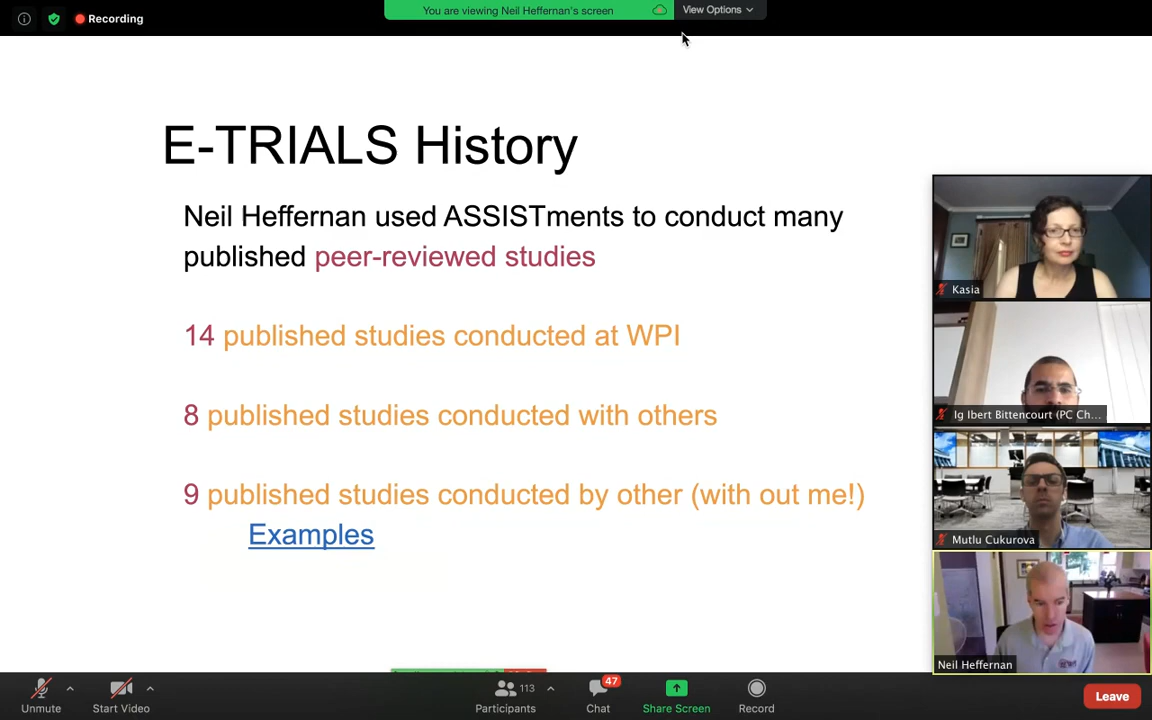 Recording
You are viewing Neil Heffernan's screen
View Options
E-TRIALS History
Neil Heffernan used ASSISTments to conduct many
published peer-reviewed studies
14 published studies conducted at WPI
8 published studies conducted with others
9 published studies conducted by other (with out me!)
Examples
Kasia
Ig Ibert Bittencourt (PC Ch...
Mutlu Cukurova
Neil Heffernan
Unmute
Start Video
113
Participants
47
Chat
Share Screen
Record
Leave